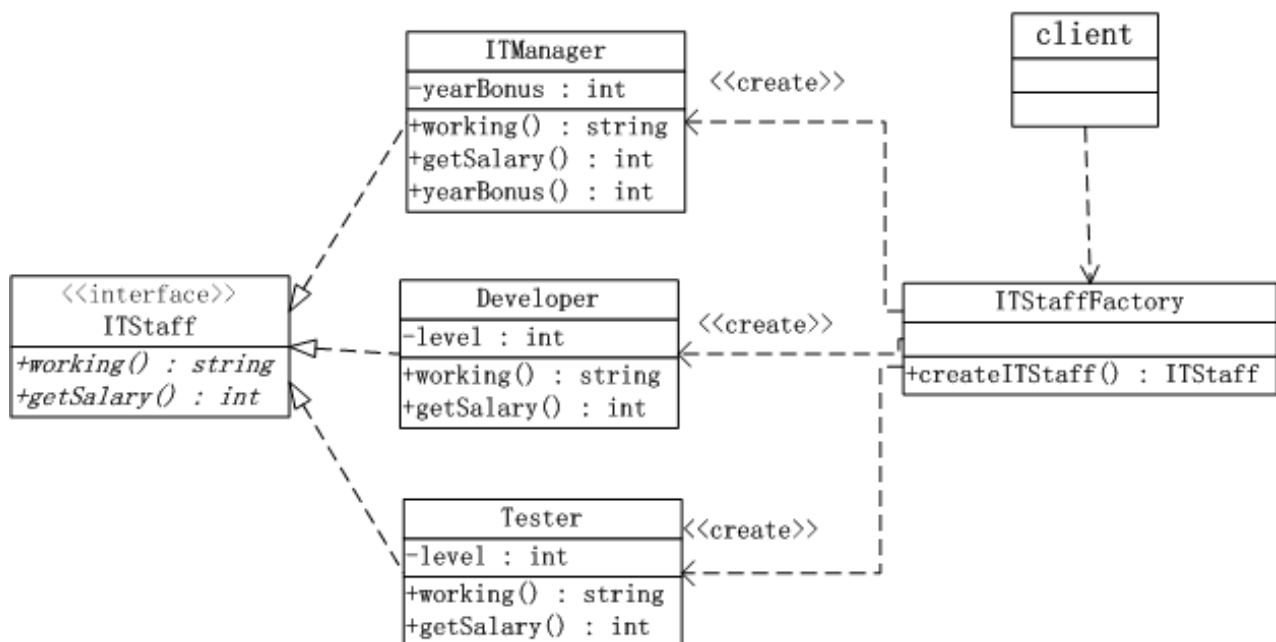 ITManager
-yearBonus : int
+working() : string
+getSalary() : int
+yearBonus() : int
<<create>>
client
<<interface>>
ITStaff
+working() : string
+getSalary() : int
Developer
-level : int
+working() : string
+getSalary() : int
<<create>>
ITStaffFactory
+createITStaff() : ITStaff
Tester
-level : int
+working() : string
+getSalary() : int
<<create>>